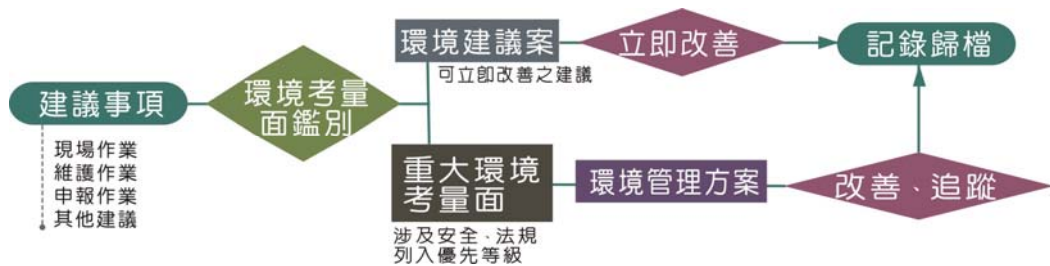 建議事項
現場作業
維護作業
申報作業
其他建議
環境考量
面鑑別
環境建議案
可立即改善之建議
立即改善
記錄歸檔
重大環境
考量面
涉及安全、法規
列入優先等級
環境管理方案
改善、追蹤